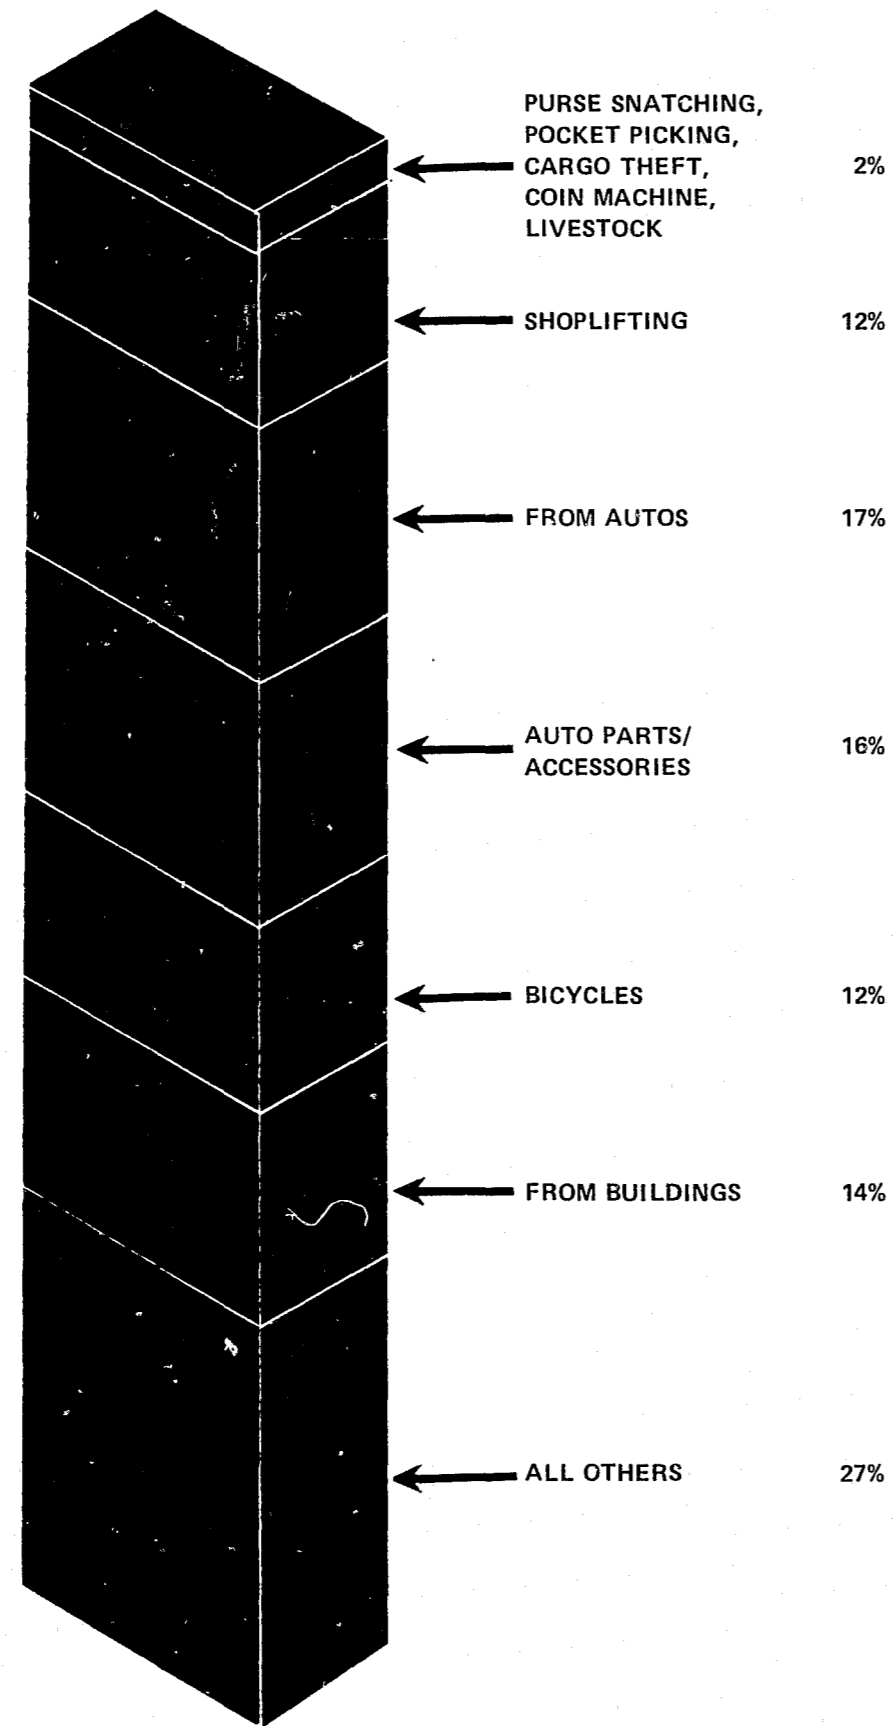 PURSE SNATCHING,
POCKET PICKING,
CARGO THEFT, 2%
COIN MACHINE,
LIVESTOCK
SHOPLIFTING 12%
FROM AUTOS 17%
AUTO PARTS/ 16%
ACCESSORIES
BICYCLES 12%
FROM BUILDINGS 14%
ALL OTHERS 27%